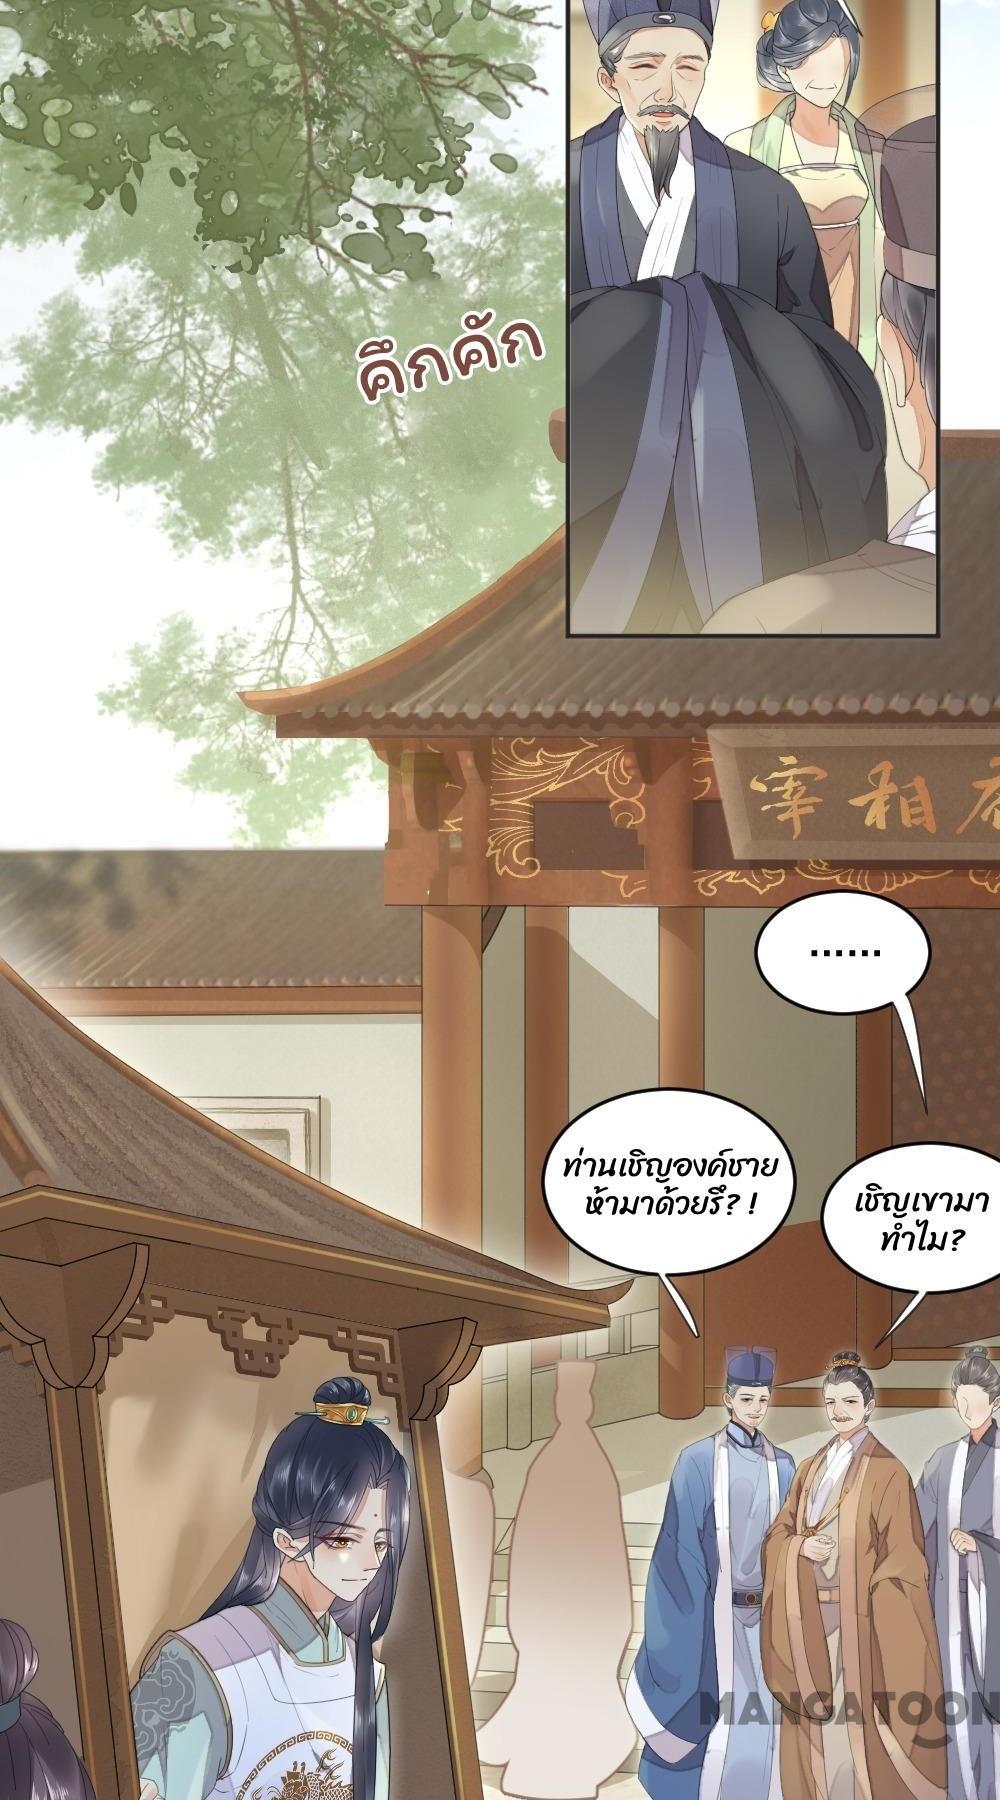 คึกคัก
宰相府
......
ท่านเชิญองค์ชาย
ห้ามาด้วยรึ?!
เชิญเขามา
ทำไม?
MANGATOON